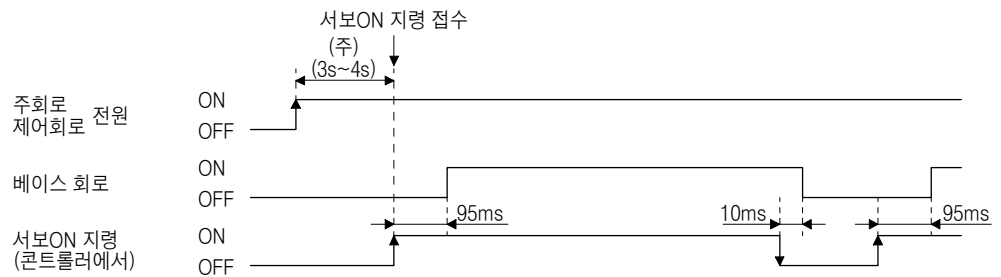 서보ON 지령 접수
(주)
(3s~4s)
주회로
제어회로 전원
ON
OFF
베이스 회로
ON
OFF
95ms
10ms
95ms
서보ON 지령
(콘트롤러에서)
ON
OFF